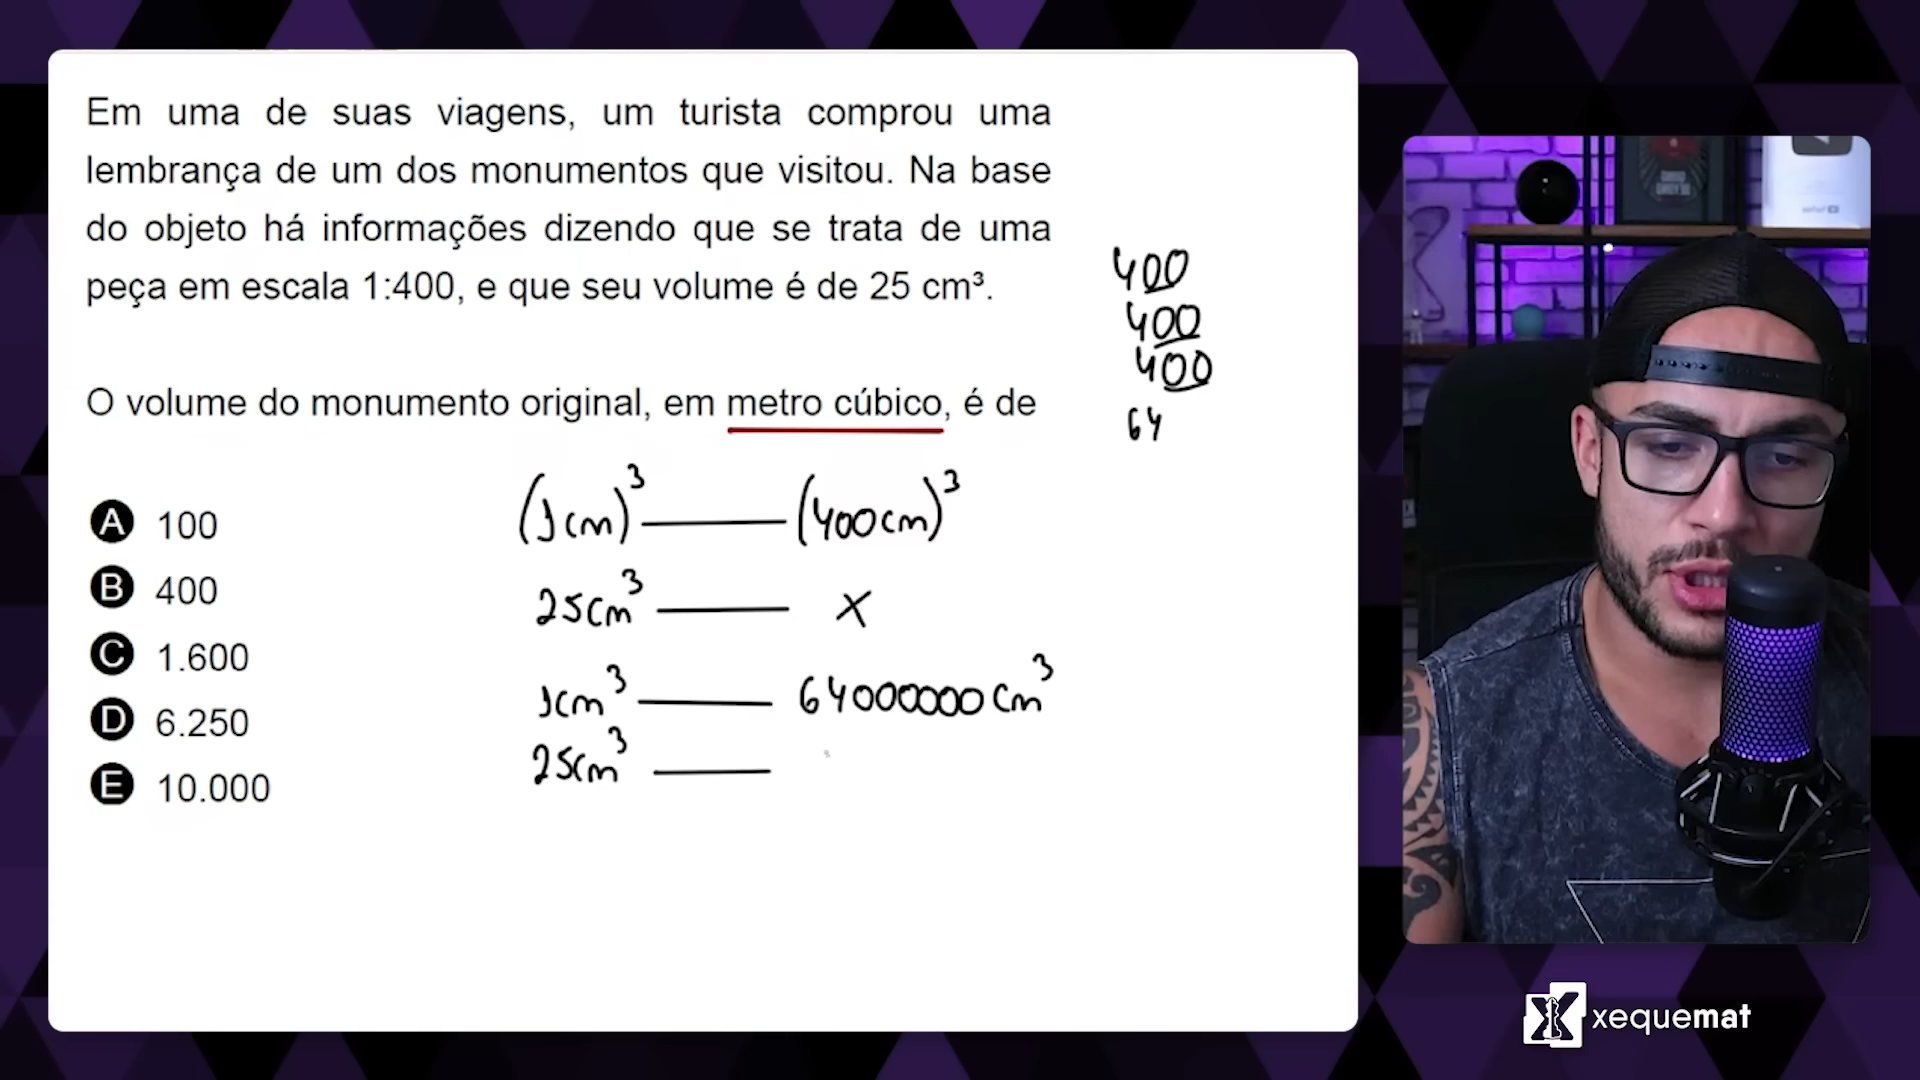 Em uma de suas viagens, um turista comprou uma
lembrança de um dos monumentos que visitou. Na base
do objeto há informações dizendo que se trata de uma
peça em escala 1:400, e que seu volume é de 25 cm³.
O volume do monumento original, em metro cúbico, é de
A 100
B 400
C 1.600
D 6.250
E 10.000
(1cm)³ (400cm)³
25cm³ X
1cm³ 64000000cm³
25cm³
400
400
400
64
xequemat